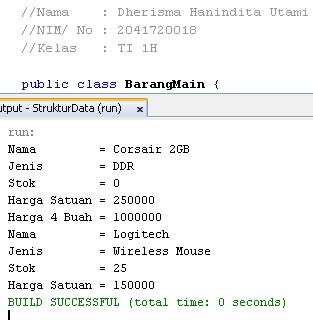 //Nama    : Dherisma Hanindita Utami
//NIM/ No : 2041720018
//Kelas   : TI 1H
public class BarangMain {
utput - StrukturData (run) x
run:
Nama         = Corsair 2GB
Jenis        = DDR
Stok         = 0
Harga Satuan = 250000
Harga 4 Buah = 1000000
Nama         = Logitech
Jenis        = Wireless Mouse
Stok         = 25
Harga Satuan = 150000
BUILD SUCCESSFUL (total time: 0 seconds)